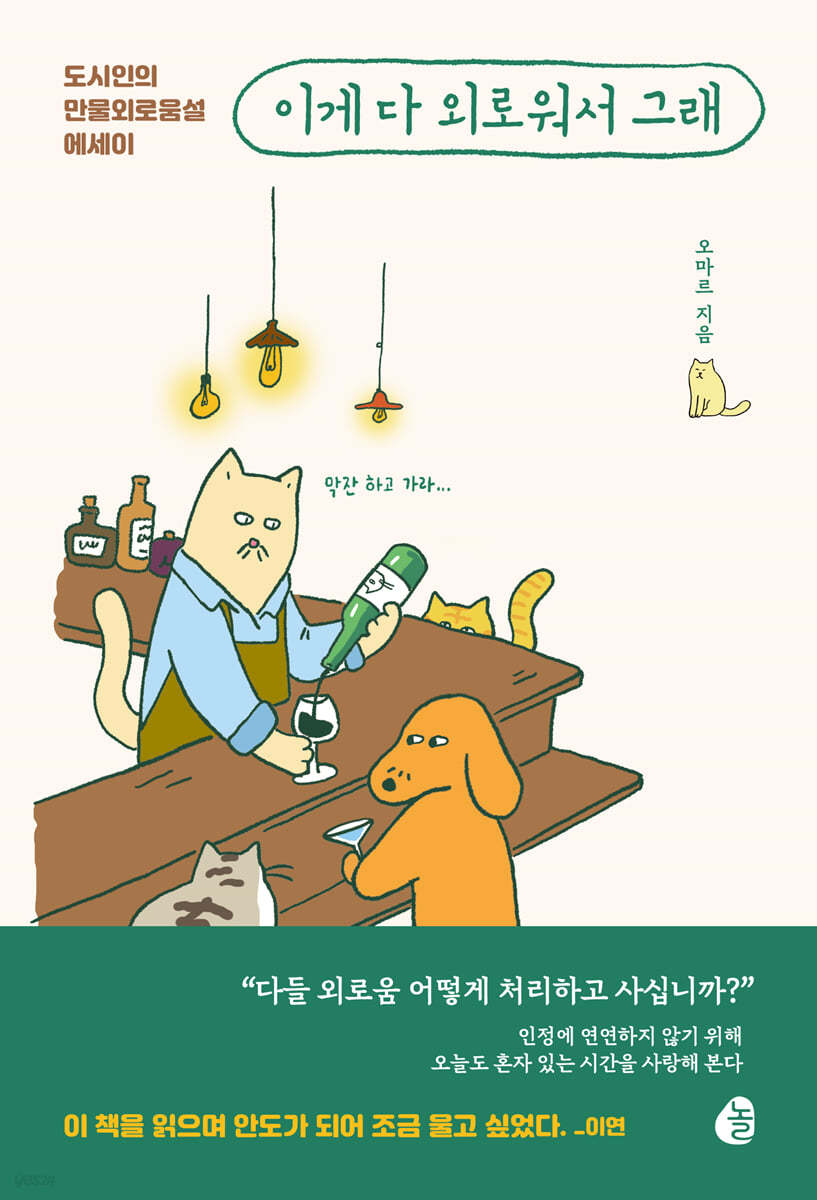 도시인의
만물외로움설
에세이
이게 다 외로워서 그래
오마르 지음
막잔 하고 가라...
“다들 외로움 어떻게 처리하고 사십니까?”
인정에 연연하지 않기 위해
오늘도 혼자 있는 시간을 사랑해 본다
이 책을 읽으며 안도가 되어 조금 울고 싶었다. _이연
놀
yes24